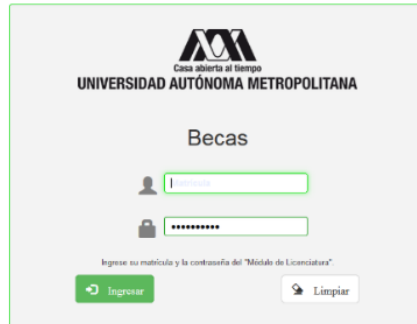 Casa abierta al tiempo
UNIVERSIDAD AUTÓNOMA METROPOLITANA
Becas
Matrícula
••••••••••
Ingrese su matrícula y la contraseña del "Módulo de Licenciatura".
Ingresar
Limpiar